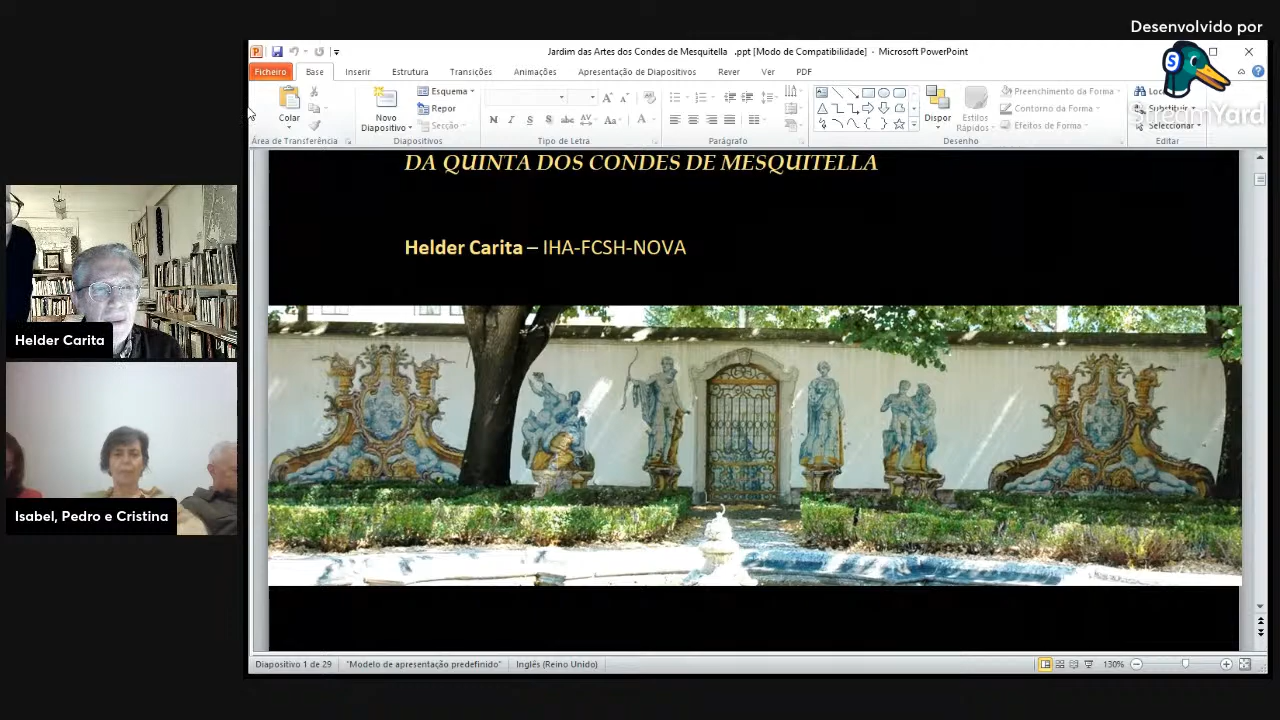 Desenvolvido por
StreamYard
Jardim das Artes dos Condes de Mesquitella .ppt [Modo de Compatibilidade] - Microsoft PowerPoint
Ficheiro Base Inserir Estrutura Transições Animações Apresentação de Diapositivos Rever Ver PDF
Colar
Novo
Diapositivo
Esquema
Repor
Secção
Dispor
Estilos
Rápidos
Preenchimento da Forma
Contorno da Forma
Efeitos de Forma
Substituir
Seleccionar
Área de Transferência Diapositivos Tipo de Letra Parágrafo Desenho Editar
DA QUINTA DOS CONDES DE MESQUITELLA
Helder Carita – IHA-FCSH-NOVA
Helder Carita
Isabel, Pedro e Cristina
Diapositivo 1 de 29 "Modelo de apresentação predefinido" Inglês (Reino Unido) 130%